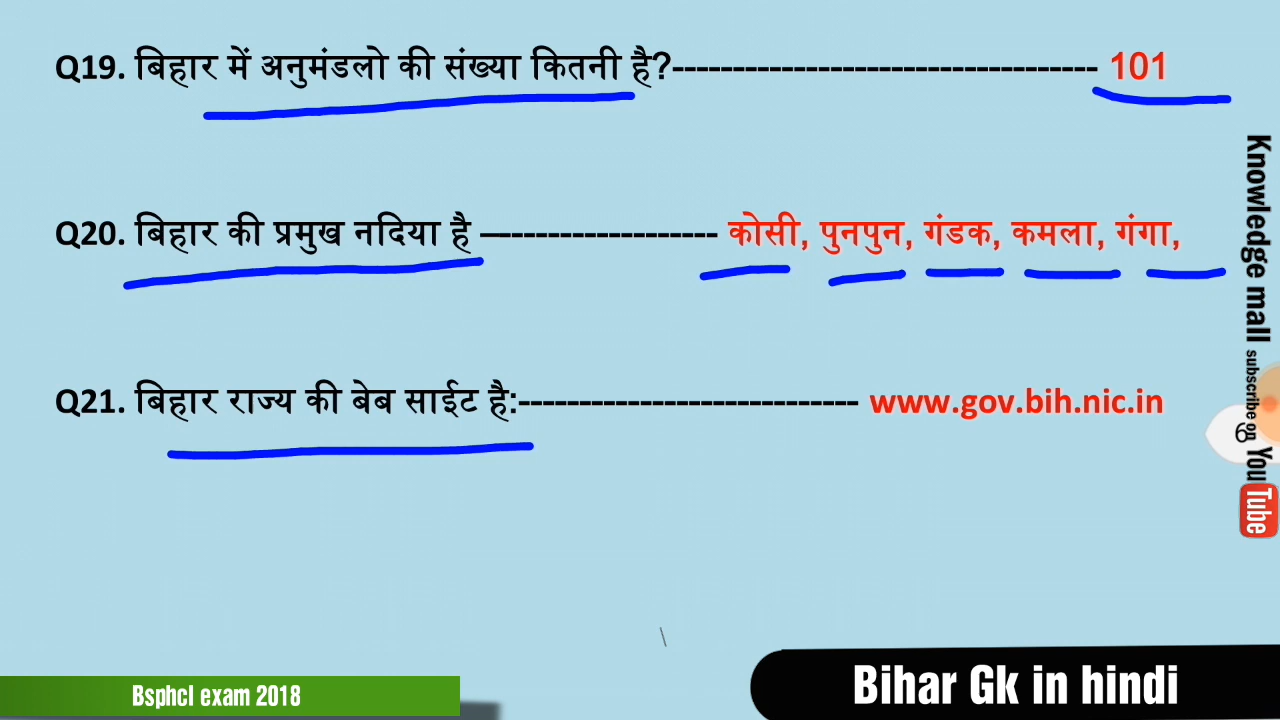 Q19. बिहार में अनुमंडलो की संख्या कितनी है?----------------------------------- 101
Q20. बिहार की प्रमुख नदिया है –------------------- कोसी, पुनपुन, गंडक, कमला, गंगा,
Q21. बिहार राज्य की बेब साईट है:---------------------------- www.gov.bih.nic.in
Knowledge mall
subscribe on
YouTube
Bsphcl exam 2018
Bihar Gk in hindi